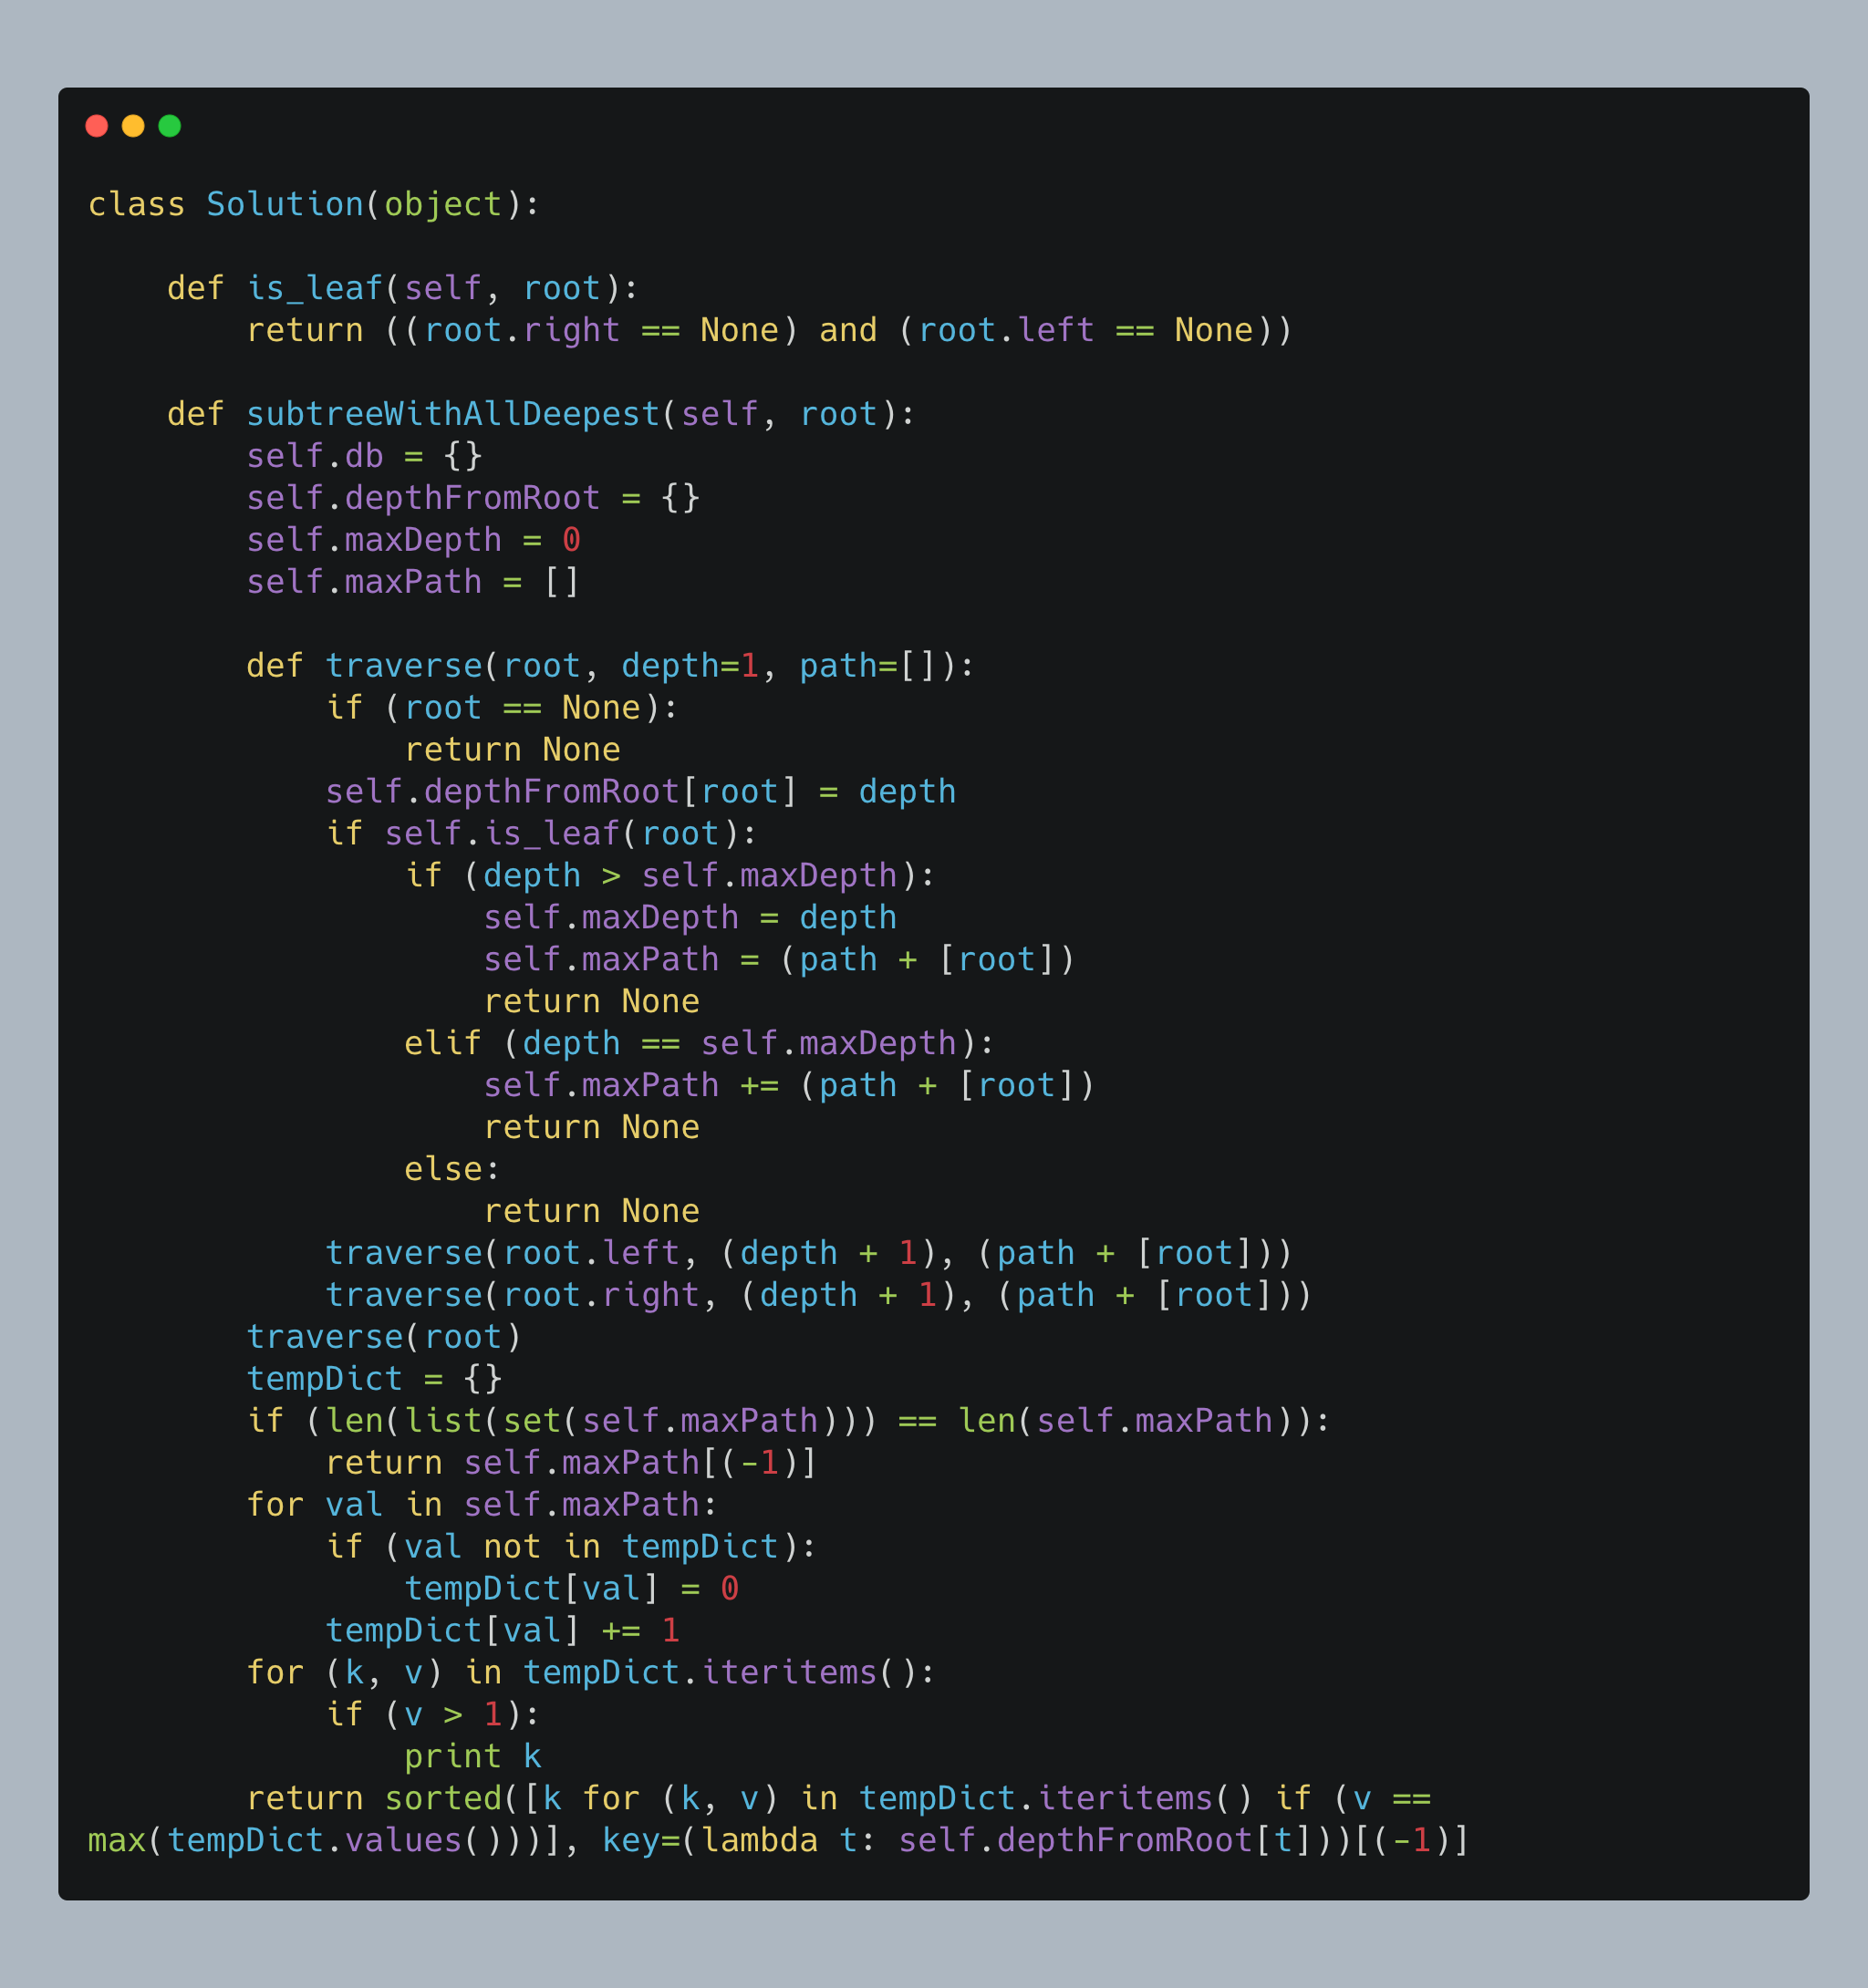 class Solution(object):

    def is_leaf(self, root):
        return ((root.right == None) and (root.left == None))

    def subtreeWithAllDeepest(self, root):
        self.db = {}
        self.depthFromRoot = {}
        self.maxDepth = 0
        self.maxPath = []

        def traverse(root, depth=1, path=[]):
            if (root == None):
                return None
            self.depthFromRoot[root] = depth
            if self.is_leaf(root):
                if (depth > self.maxDepth):
                    self.maxDepth = depth
                    self.maxPath = (path + [root])
                    return None
                elif (depth == self.maxDepth):
                    self.maxPath += (path + [root])
                    return None
                else:
                    return None
            traverse(root.left, (depth + 1), (path + [root]))
            traverse(root.right, (depth + 1), (path + [root]))
        traverse(root)
        tempDict = {}
        if (len(list(set(self.maxPath))) == len(self.maxPath)):
            return self.maxPath[(-1)]
        for val in self.maxPath:
            if (val not in tempDict):
                tempDict[val] = 0
            tempDict[val] += 1
        for (k, v) in tempDict.iteritems():
            if (v > 1):
                print k
        return sorted([k for (k, v) in tempDict.iteritems() if (v ==
max(tempDict.values()))], key=(lambda t: self.depthFromRoot[t]))[(-1)]